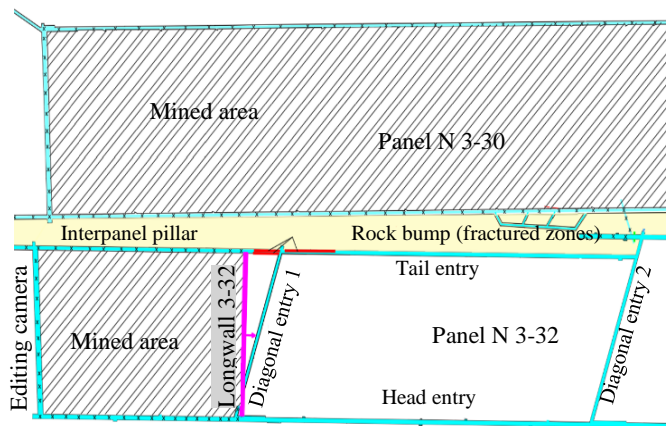 Mined area
Panel N 3-30
Interpanel pillar
Rock bump (fractured zones)
Tail entry
Editing camera
Mined area
Longwall 3-32
Diagonal entry 1
Panel N 3-32
Diagonal entry 2
Head entry